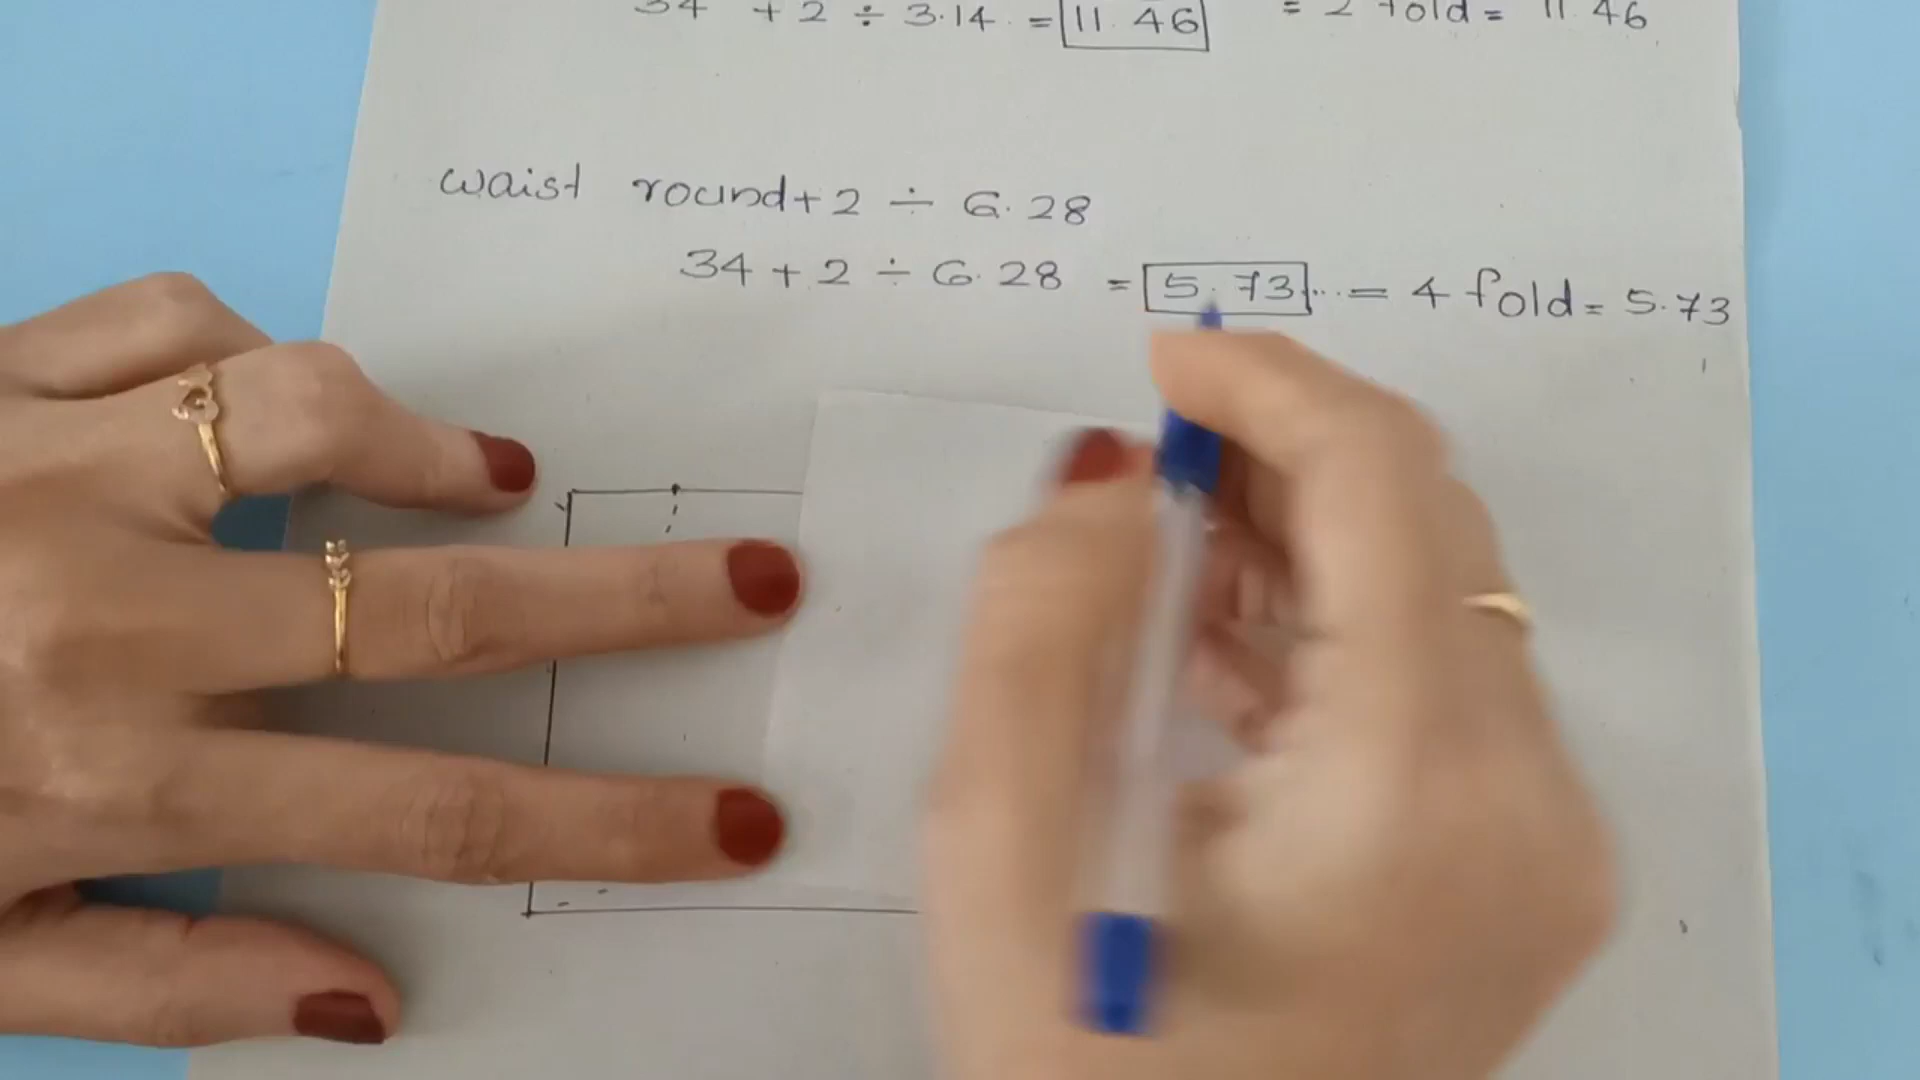 34 + 2 ÷ 3.14 = 11.46 = 2 fold = 11.46
waist round + 2 ÷ 6.28
34 + 2 ÷ 6.28 = 5.73... = 4 fold = 5.73